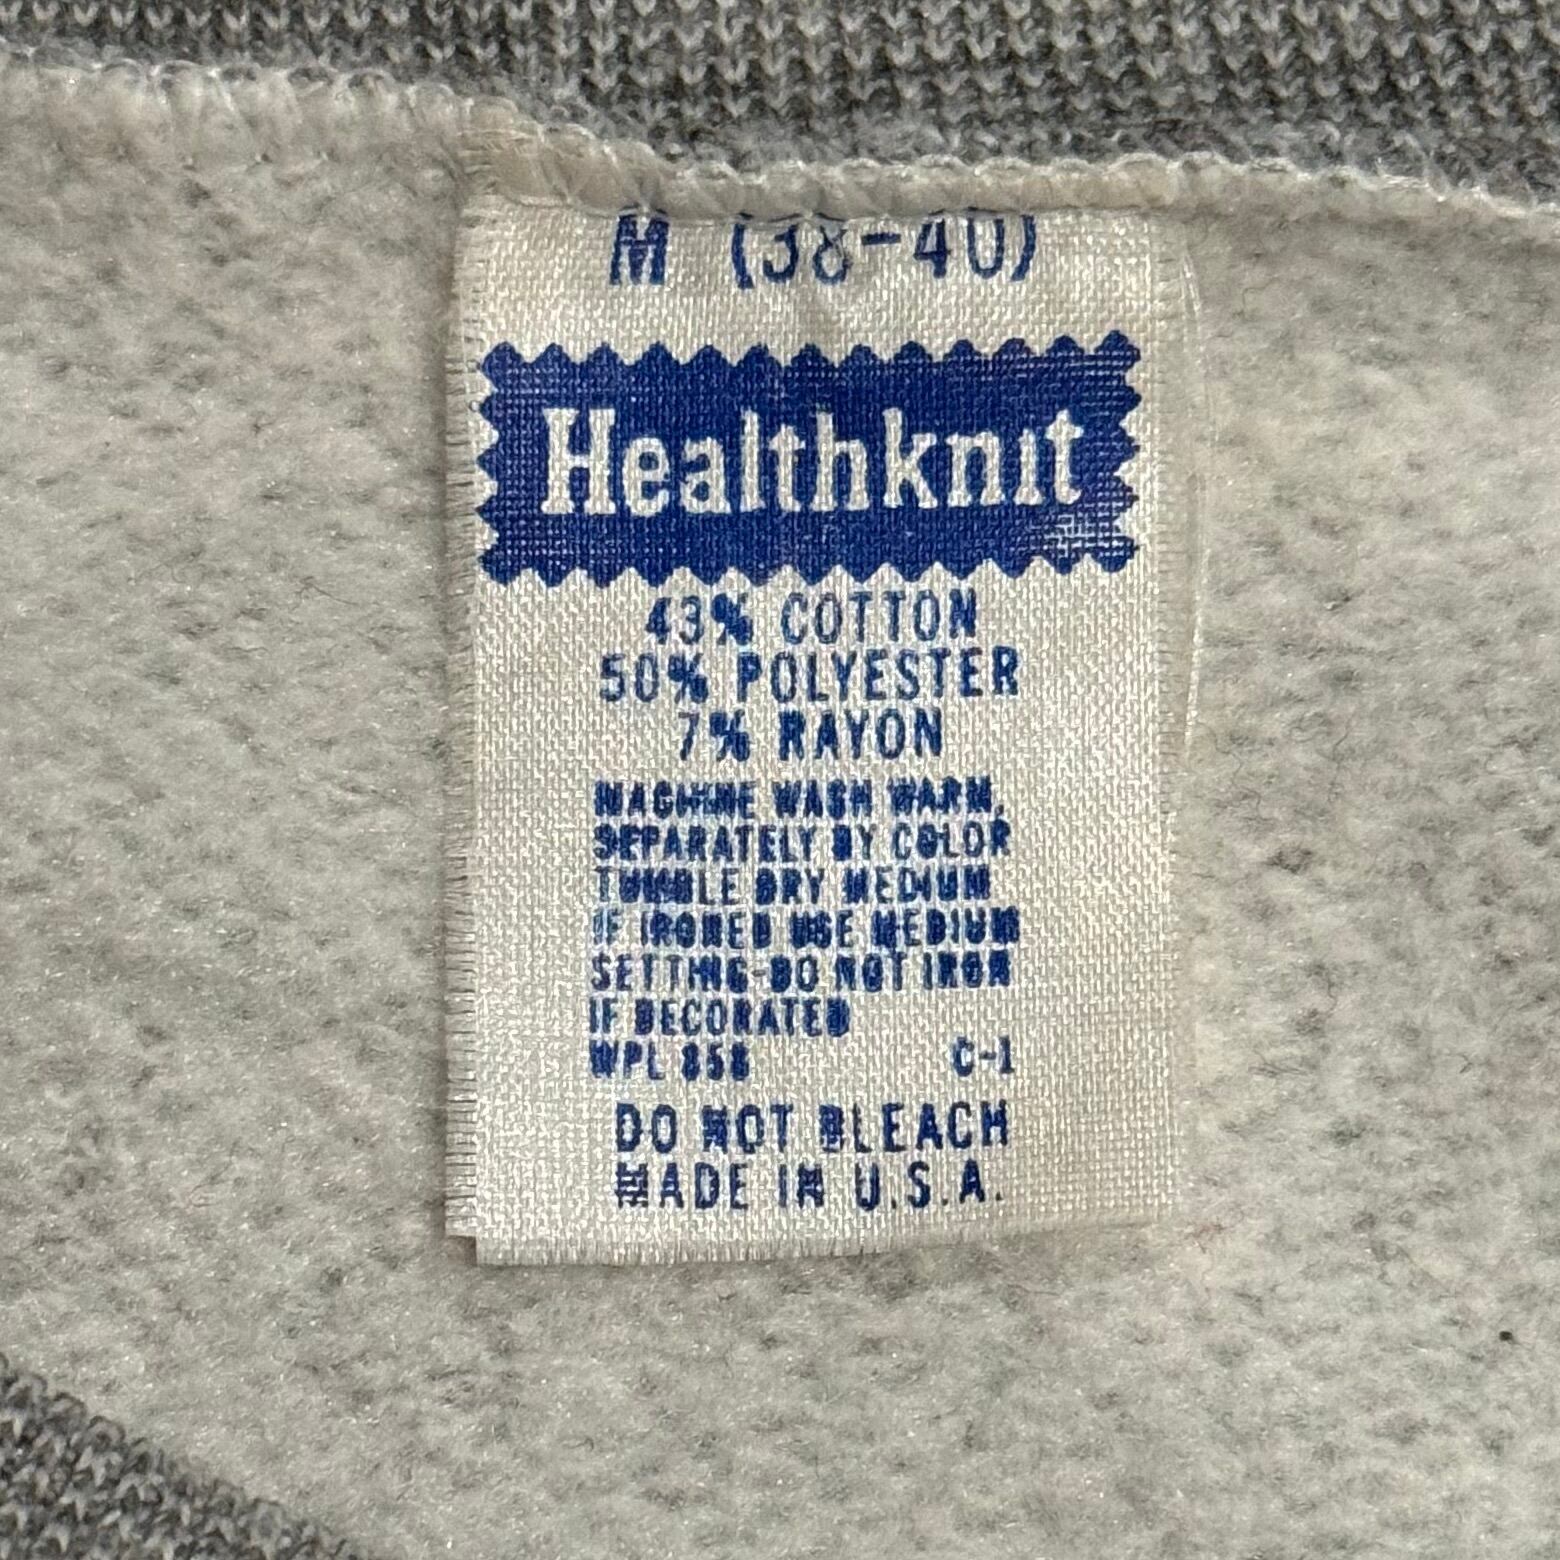 M (38-40)
Healthknit
43% COTTON
50% POLYESTER
7% RAYON
MACHINE WASH WARM,
SEPARATELY BY COLOR
TUMBLE DRY MEDIUM
IF IRONED USE MEDIUM
SETTING-DO NOT IRON
IF DECORATED
WPL 858 C-1
DO NOT BLEACH
MADE IN U.S.A.